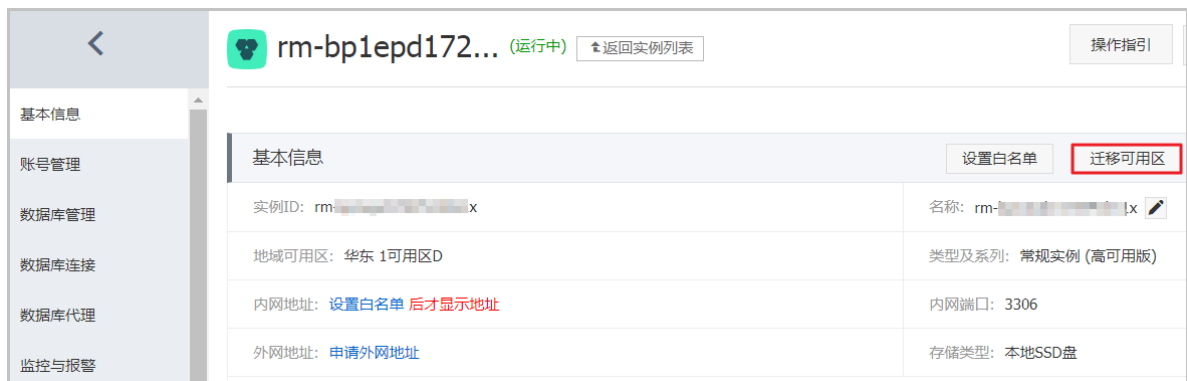 rm-bp1epd172... (运行中) 返回实例列表 操作指引
基本信息
账号管理
数据库管理
数据库连接
数据库代理
监控与报警
基本信息 设置白名单 迁移可用区
实例ID: rm- x 名称: rm- x
地域可用区: 华东 1可用区D 类型及系列: 常规实例 (高可用版)
内网地址: 设置白名单 后才显示地址 内网端口: 3306
外网地址: 申请外网地址 存储类型: 本地SSD盘